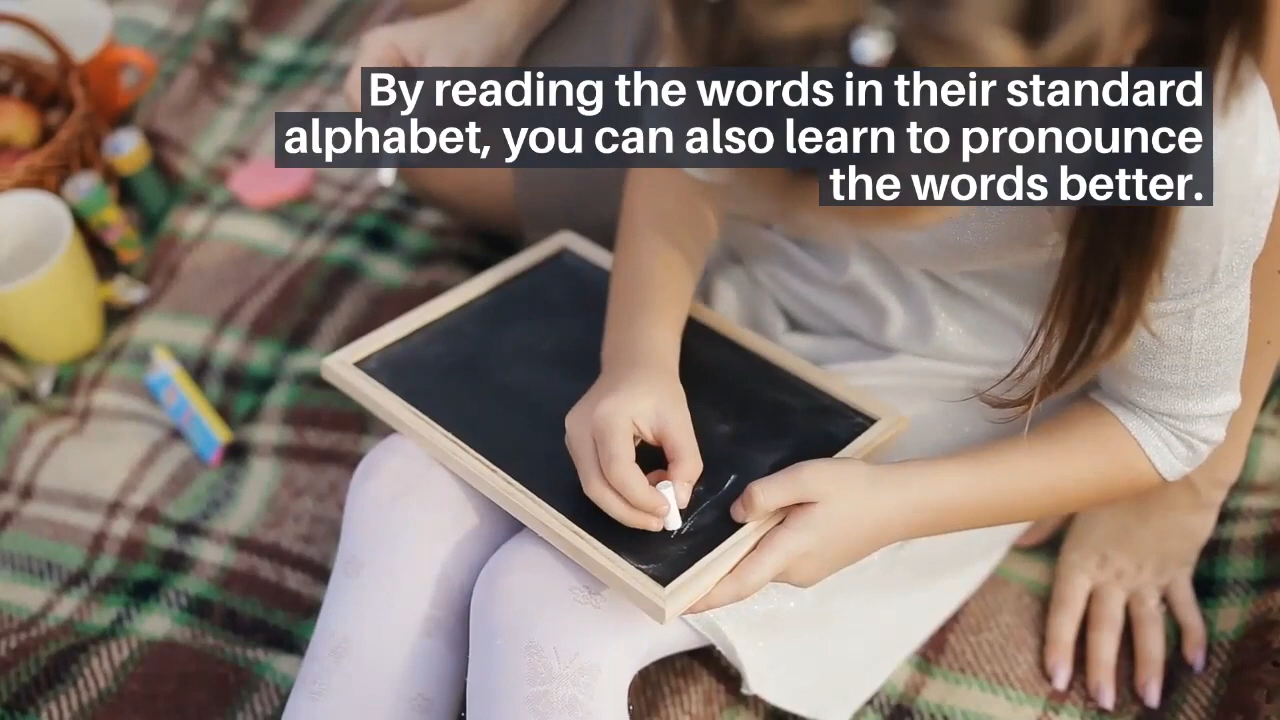 By reading the words in their standard
alphabet, you can also learn to pronounce
the words better.